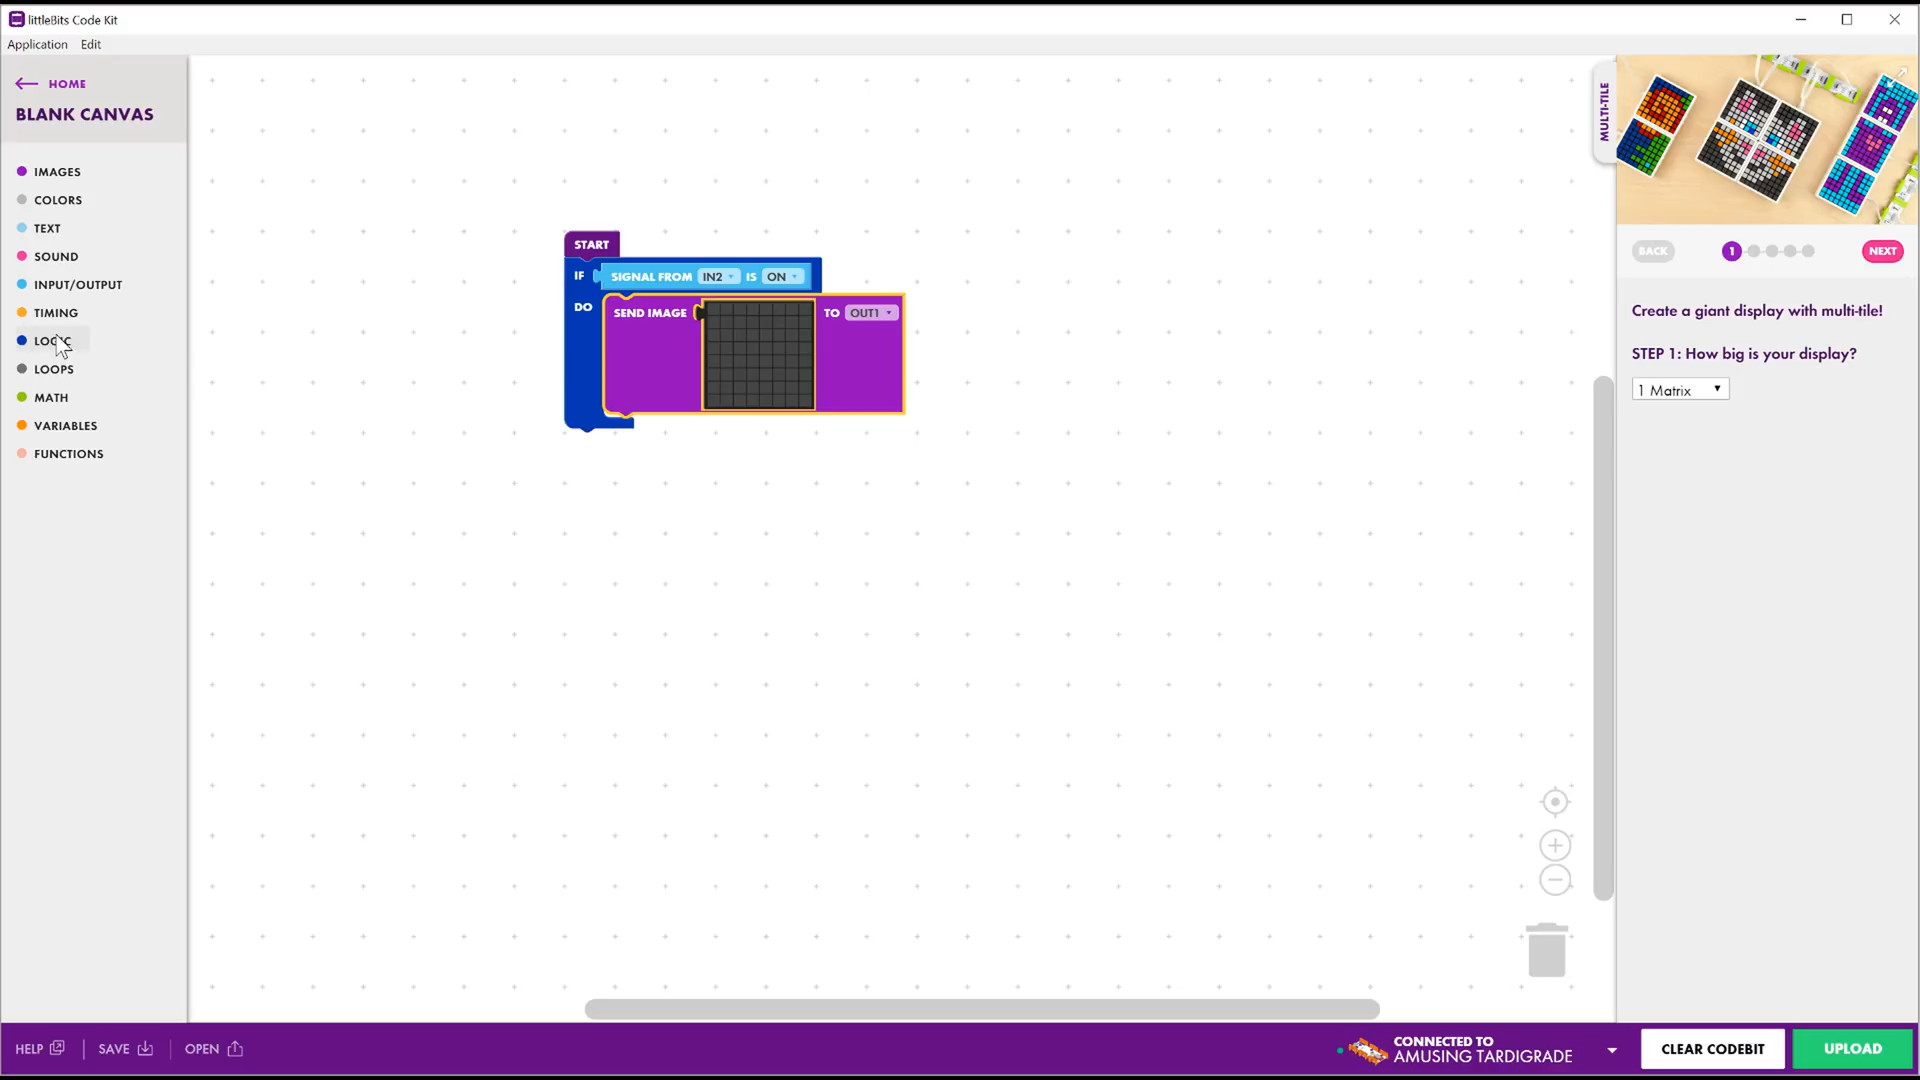 littleBits Code Kit
Application Edit
HOME
BLANK CANVAS
IMAGES
COLORS
TEXT
SOUND
INPUT/OUTPUT
TIMING
LOGIC
LOOPS
MATH
VARIABLES
FUNCTIONS
START
IF SIGNAL FROM IN2 IS ON
DO SEND IMAGE TO OUT1
MULTI-TILE
BACK 1 NEXT
Create a giant display with multi-tile!
STEP 1: How big is your display?
1 Matrix
HELP SAVE OPEN
CONNECTED TO
AMUSING TARDIGRADE
CLEAR CODEBIT UPLOAD